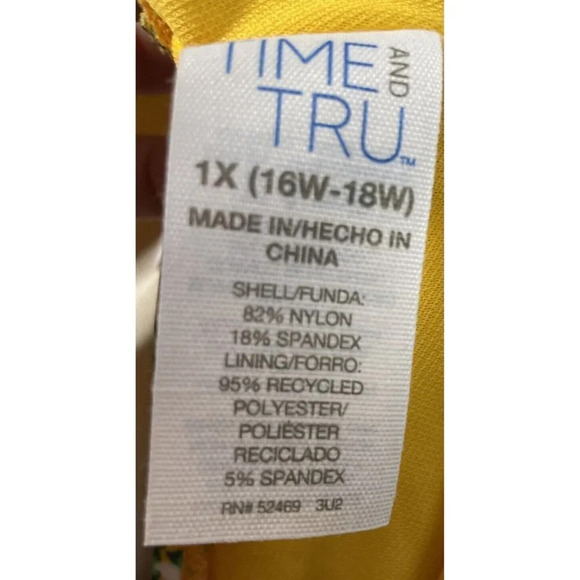 TIME AND
TRU™
1X (16W-18W)
MADE IN/HECHO IN
CHINA
SHELL/FUNDA:
82% NYLON
18% SPANDEX
LINING/FORRO:
95% RECYCLED
POLYESTER/
POLIÉSTER
RECICLADO
5% SPANDEX
RN# 52469 3U2